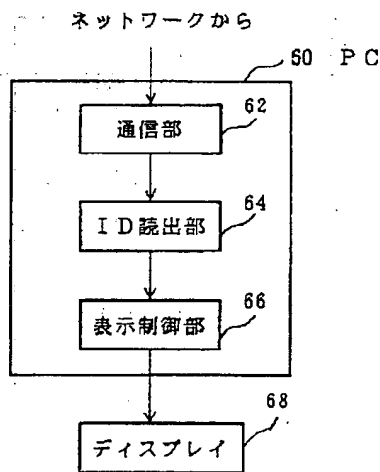 ネットワークから
60 PC
62
通信部
64
ID読出部
66
表示制御部
68
ディスプレイ